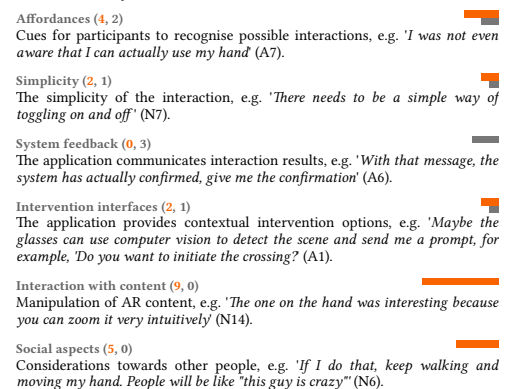 Affordances (4, 2)
Cues for participants to recognise possible interactions, e.g. 'I was not even
aware that I can actually use my hand' (A7).
Simplicity (2, 1)
The simplicity of the interaction, e.g. 'There needs to be a simple way of
toggling on and off' (N7).
System feedback (0, 3)
The application communicates interaction results, e.g. 'With that message, the
system has actually confirmed, give me the confirmation' (A6).
Intervention interfaces (2, 1)
The application provides contextual intervention options, e.g. 'Maybe the
glasses can use computer vision to detect the scene and send me a prompt, for
example, 'Do you want to initiate the crossing?' (A1).
Interaction with content (9, 0)
Manipulation of AR content, e.g. 'The one on the hand was interesting because
you can zoom it very intuitively' (N14).
Social aspects (5, 0)
Considerations towards other people, e.g. 'If I do that, keep walking and
moving my hand. People will be like "this guy is crazy"' (N6).